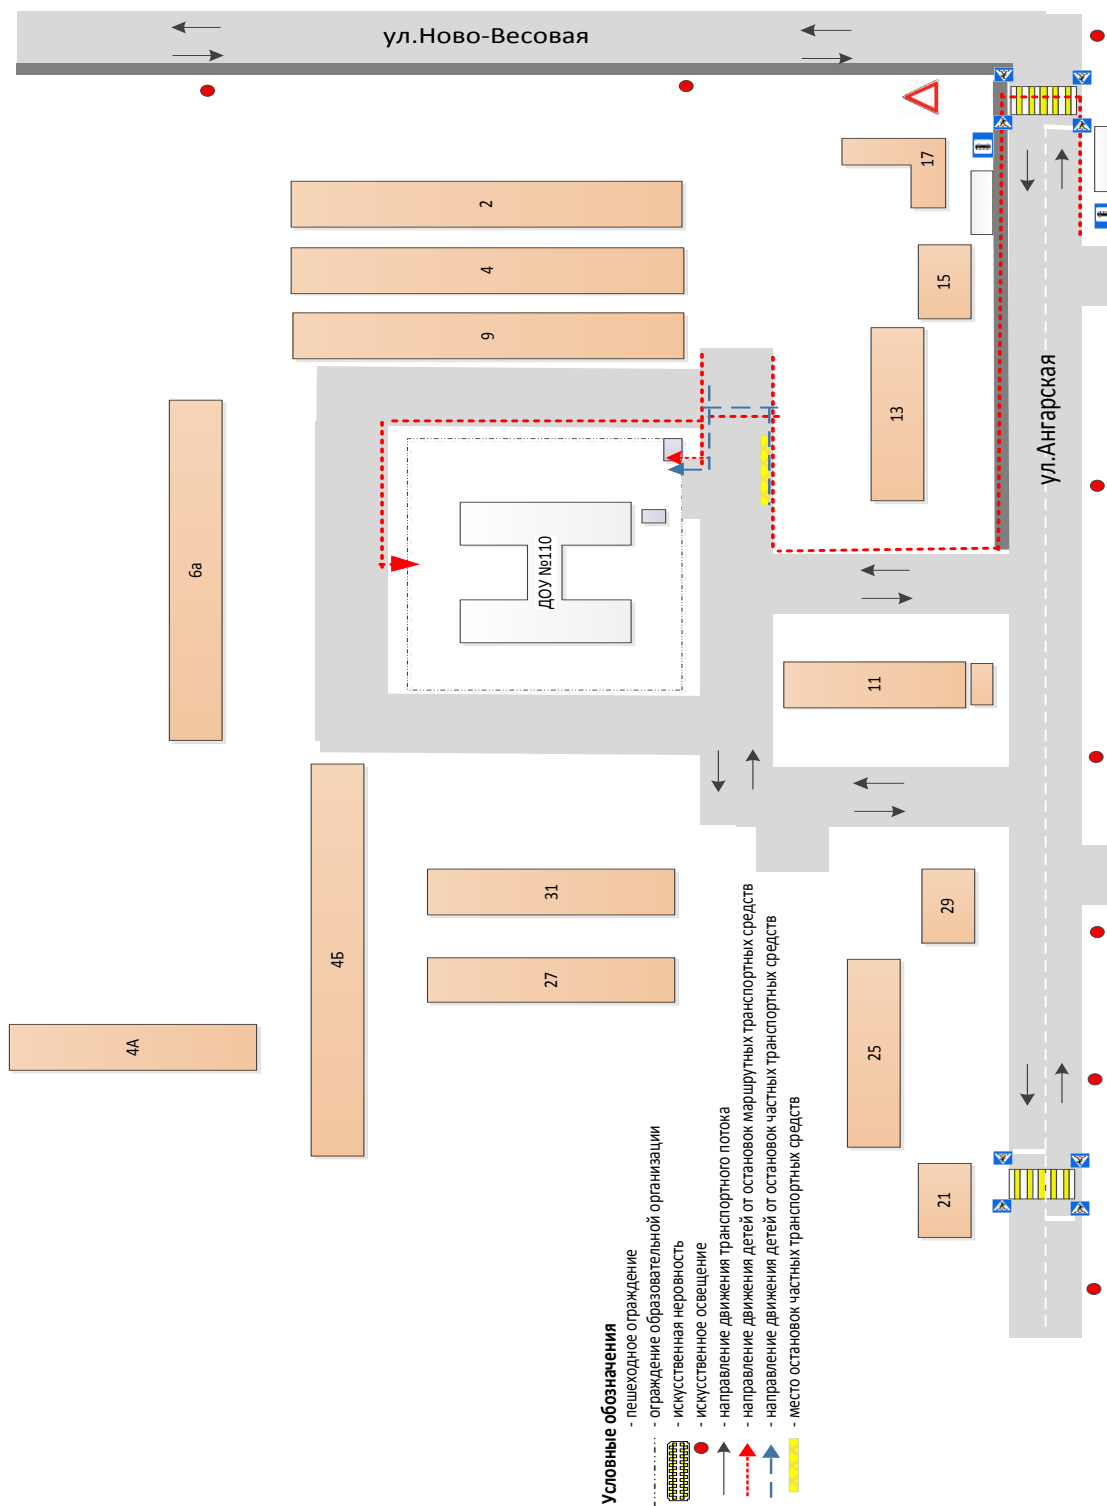 ул.Ново-Весовая
17
2
4
15
9
13
ул.Ангарская
6а
ДОУ №110
11
31
29
4Б
27
25
4А
21
Условные обозначения
- пешеходное ограждение
- ограждение образовательной организации
- искусственная неровность
- искусственное освещение
- направление движения транспортного потока
- направление движения детей от остановок маршрутных транспортных средств
- направление движения детей от остановок частных транспортных средств
- место остановок частных транспортных средств